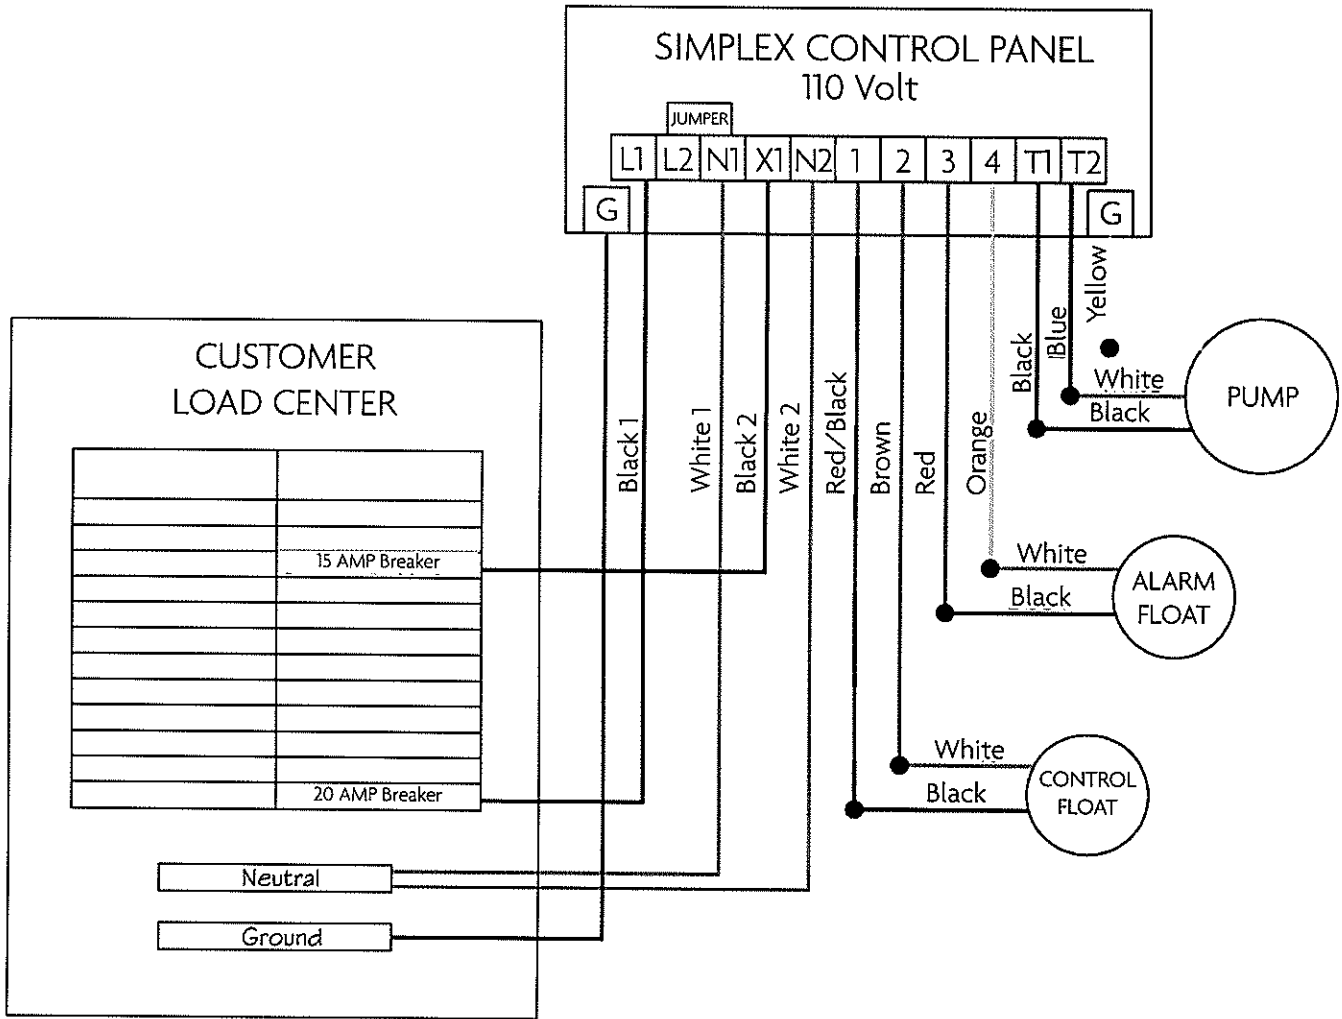 SIMPLEX CONTROL PANEL
110 Volt
JUMPER
L1 L2 N1 X1 N2 1 2 3 4 T1 T2
G
G
Black 1
White 1
Black 2
White 2
Red/Black
Brown
Red
Orange
Black
Blue
Yellow
White
Black
PUMP
White
Black
ALARM
FLOAT
White
Black
CONTROL
FLOAT
CUSTOMER
LOAD CENTER
15 AMP Breaker
20 AMP Breaker
Neutral
Ground